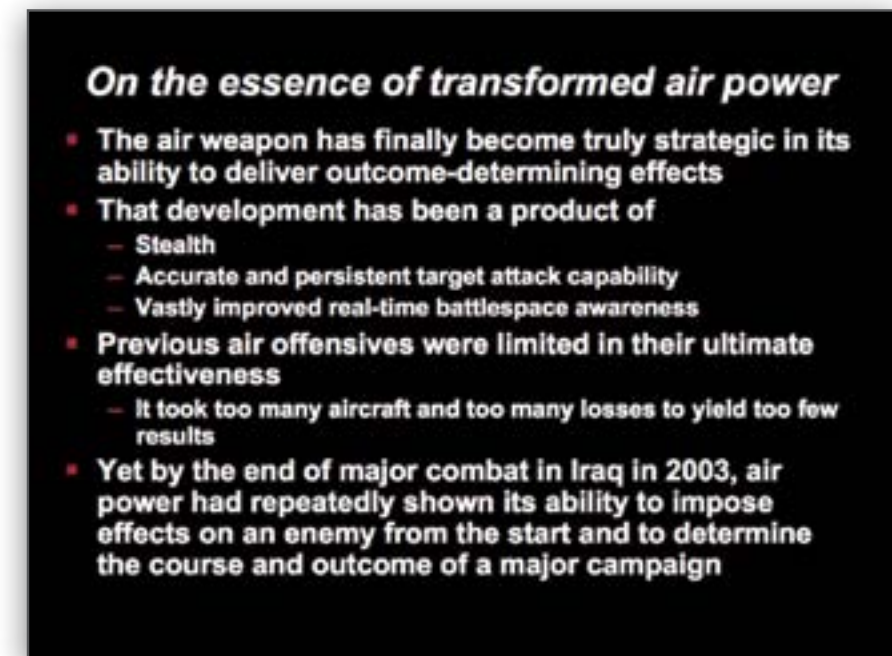 On the essence of transformed air power
▪ The air weapon has finally become truly strategic in its
ability to deliver outcome-determining effects
▪ That development has been a product of
– Stealth
– Accurate and persistent target attack capability
– Vastly improved real-time battlespace awareness
▪ Previous air offensives were limited in their ultimate
effectiveness
– It took too many aircraft and too many losses to yield too few
results
▪ Yet by the end of major combat in Iraq in 2003, air
power had repeatedly shown its ability to impose
effects on an enemy from the start and to determine
the course and outcome of a major campaign